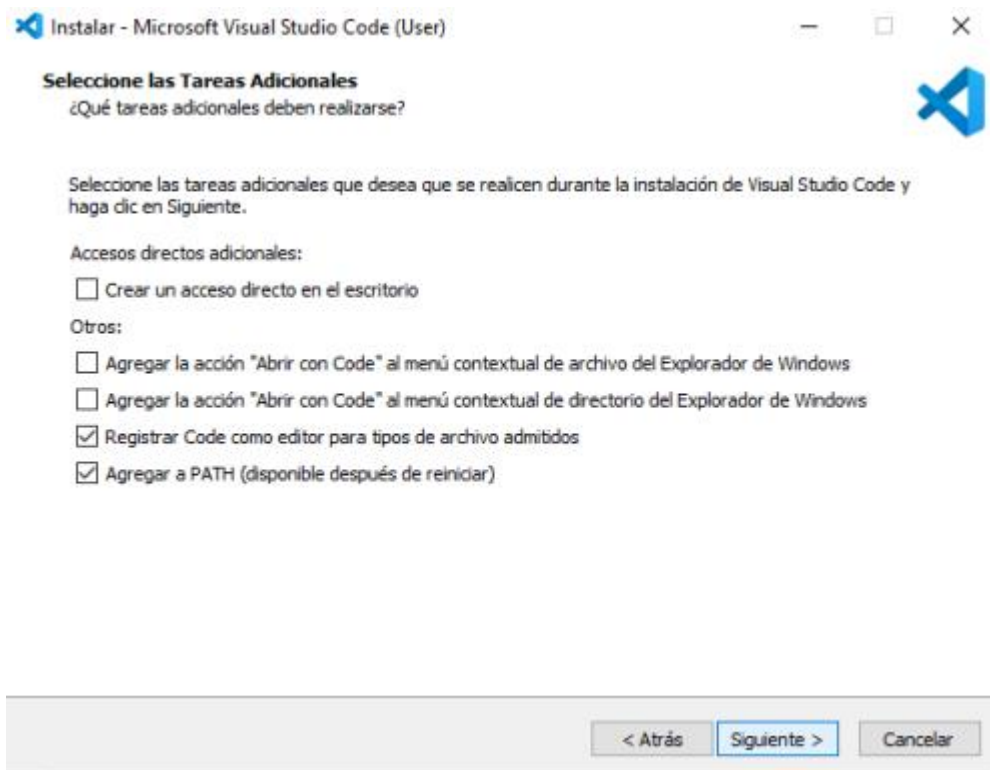 Instalar - Microsoft Visual Studio Code (User)
Seleccione las Tareas Adicionales
¿Qué tareas adicionales deben realizarse?
Seleccione las tareas adicionales que desea que se realicen durante la instalación de Visual Studio Code y
haga clic en Siguiente.
Accesos directos adicionales:
Crear un acceso directo en el escritorio
Otros:
Agregar la acción "Abrir con Code" al menú contextual de archivo del Explorador de Windows
Agregar la acción "Abrir con Code" al menú contextual de directorio del Explorador de Windows
Registrar Code como editor para tipos de archivo admitidos
Agregar a PATH (disponible después de reiniciar)
< Atrás Siguiente > Cancelar